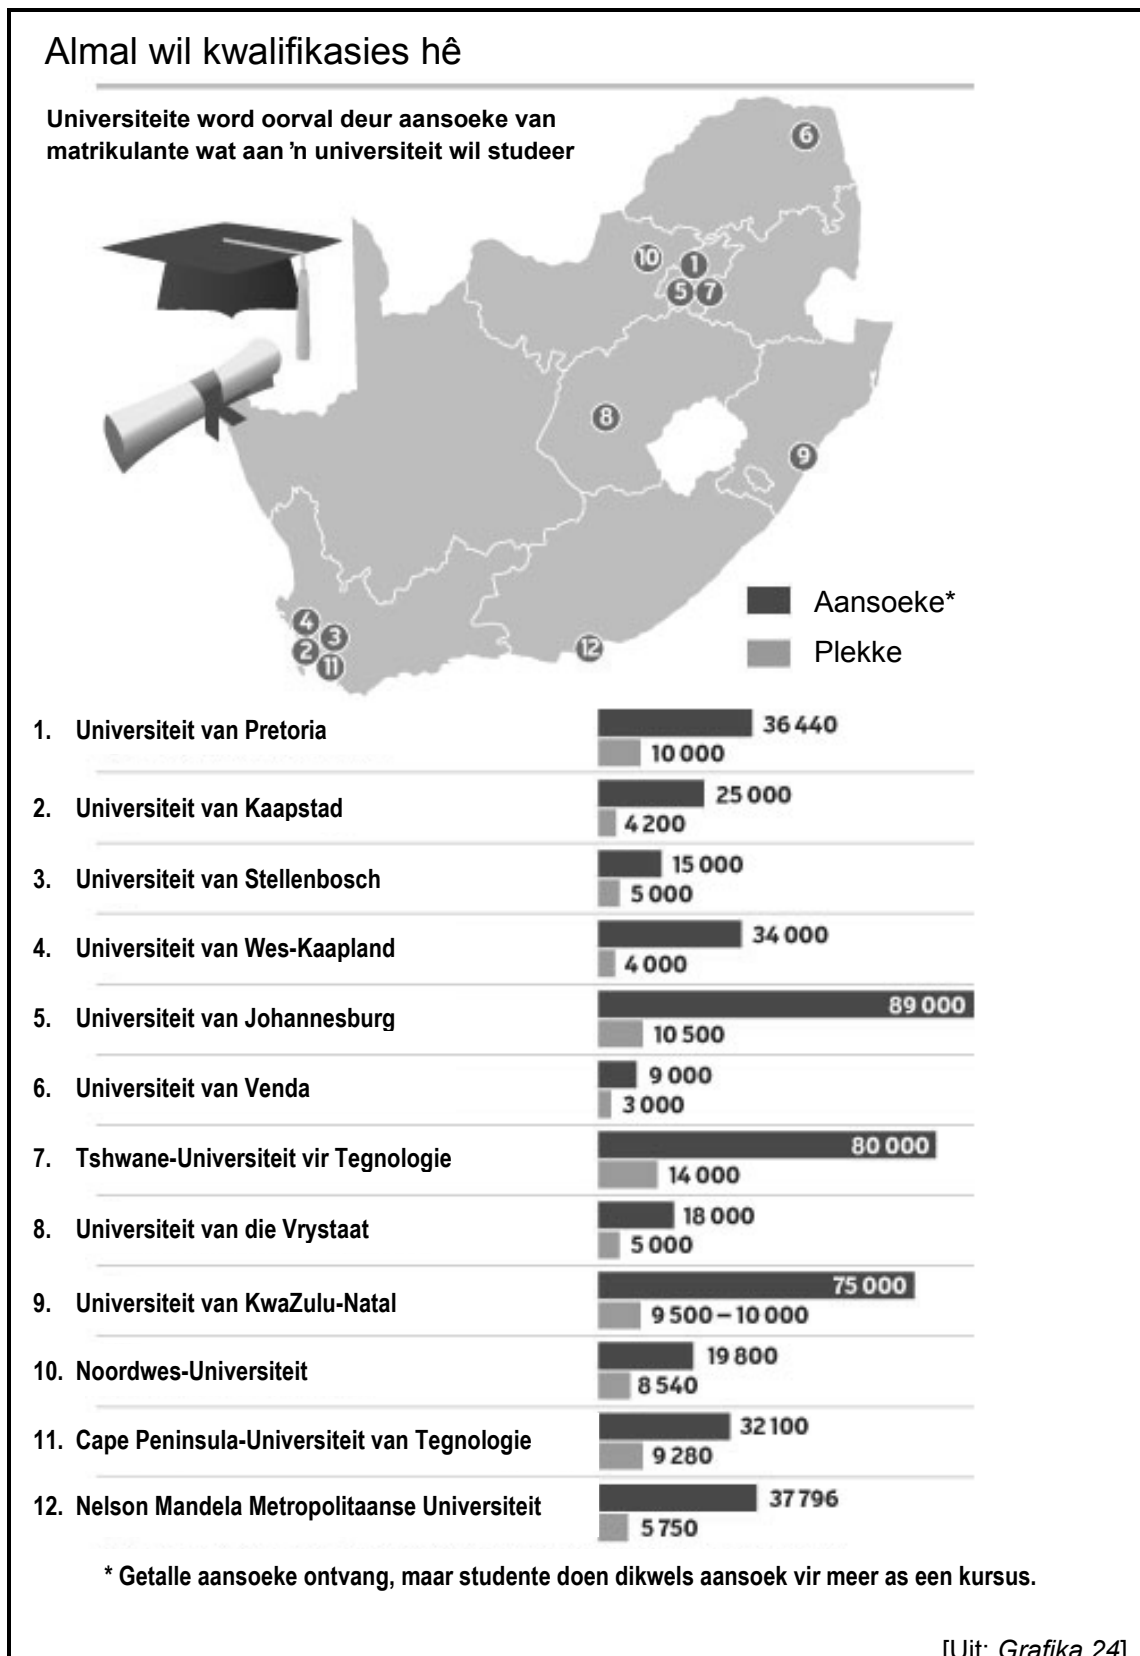 Almal wil kwalifikasies hê
Universiteite word oorval deur aansoeke van
matrikulante wat aan 'n universiteit wil studeer
6
10
1
5 7
8
9
4
3
2
11
12
Aansoeke*
Plekke
1. Universiteit van Pretoria 36 440
10 000
2. Universiteit van Kaapstad 25 000
4 200
3. Universiteit van Stellenbosch 15 000
5 000
4. Universiteit van Wes-Kaapland 34 000
4 000
5. Universiteit van Johannesburg 89 000
10 500
6. Universiteit van Venda 9 000
3 000
7. Tshwane-Universiteit vir Tegnologie 80 000
14 000
8. Universiteit van die Vrystaat 18 000
5 000
9. Universiteit van KwaZulu-Natal 75 000
9 500 – 10 000
10. Noordwes-Universiteit 19 800
8 540
11. Cape Peninsula-Universiteit van Tegnologie 32 100
9 280
12. Nelson Mandela Metropolitaanse Universiteit 37 796
5 750
* Getalle aansoeke ontvang, maar studente doen dikwels aansoek vir meer as een kursus.
[Uit: Grafika 24]